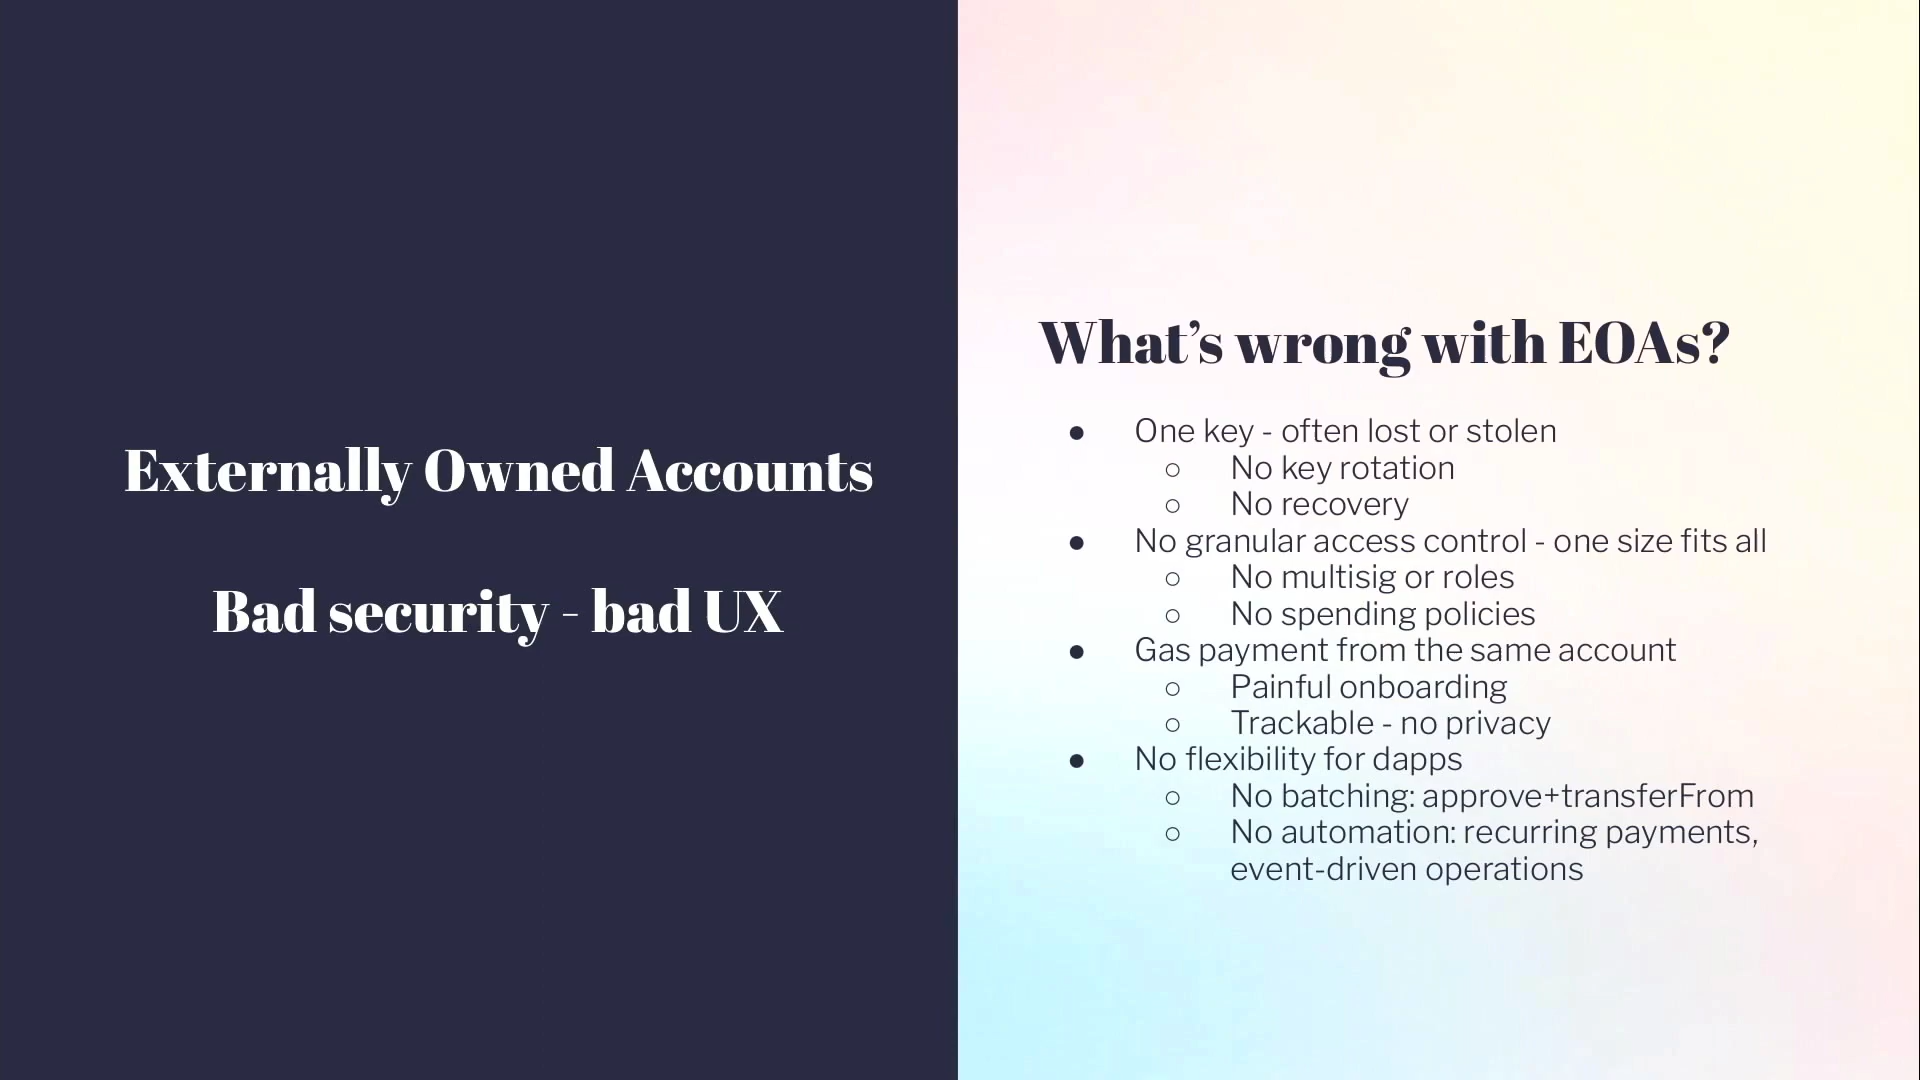 Externally Owned Accounts
Bad security - bad UX
What’s wrong with EOAs?
● One key - often lost or stolen
○ No key rotation
○ No recovery
● No granular access control - one size fits all
○ No multisig or roles
○ No spending policies
● Gas payment from the same account
○ Painful onboarding
○ Trackable - no privacy
● No flexibility for dapps
○ No batching: approve+transferFrom
○ No automation: recurring payments,
event-driven operations